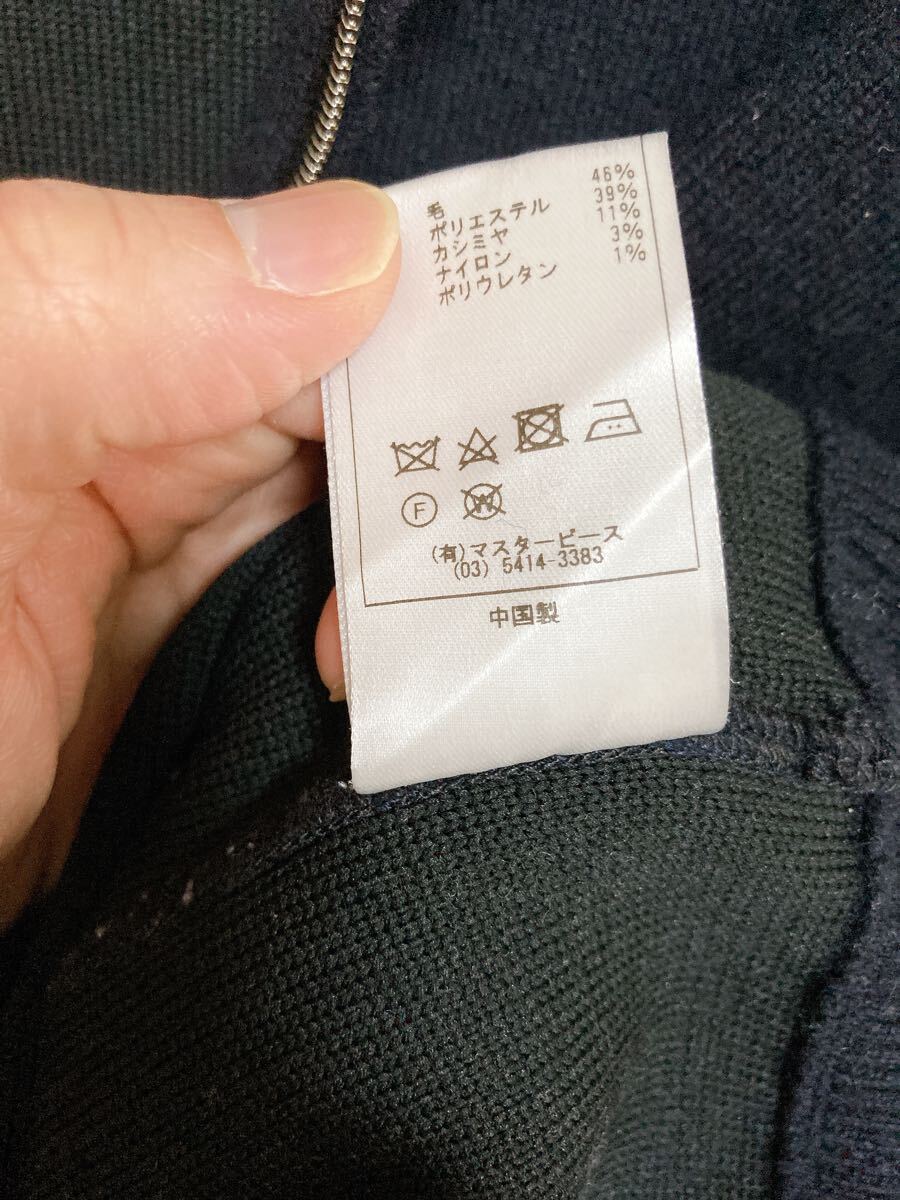 毛 46%
ポリエステル 39%
カシミヤ 11%
ナイロン 3%
ポリウレタン 1%
F W
(有)マスターピース
(03) 5414-3383
中国製